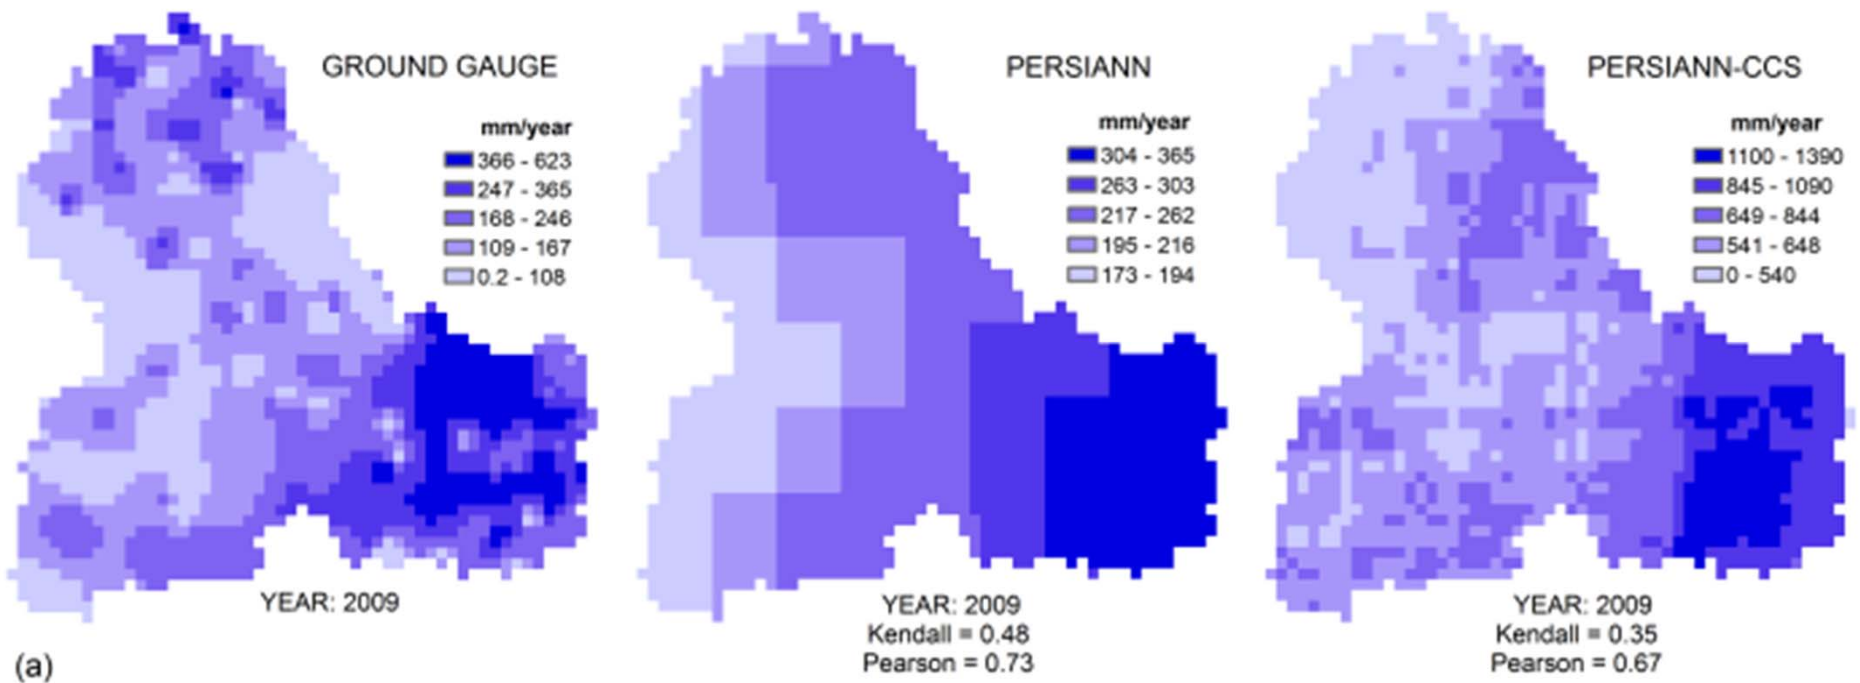 GROUND GAUGE
mm/year
366 - 623
247 - 365
168 - 246
109 - 167
0.2 - 108
YEAR: 2009
(a)
PERSIANN
mm/year
304 - 365
263 - 303
217 - 262
195 - 216
173 - 194
YEAR: 2009
Kendall = 0.48
Pearson = 0.73
PERSIANN-CCS
mm/year
1100 - 1390
845 - 1090
649 - 844
541 - 648
0 - 540
YEAR: 2009
Kendall = 0.35
Pearson = 0.67